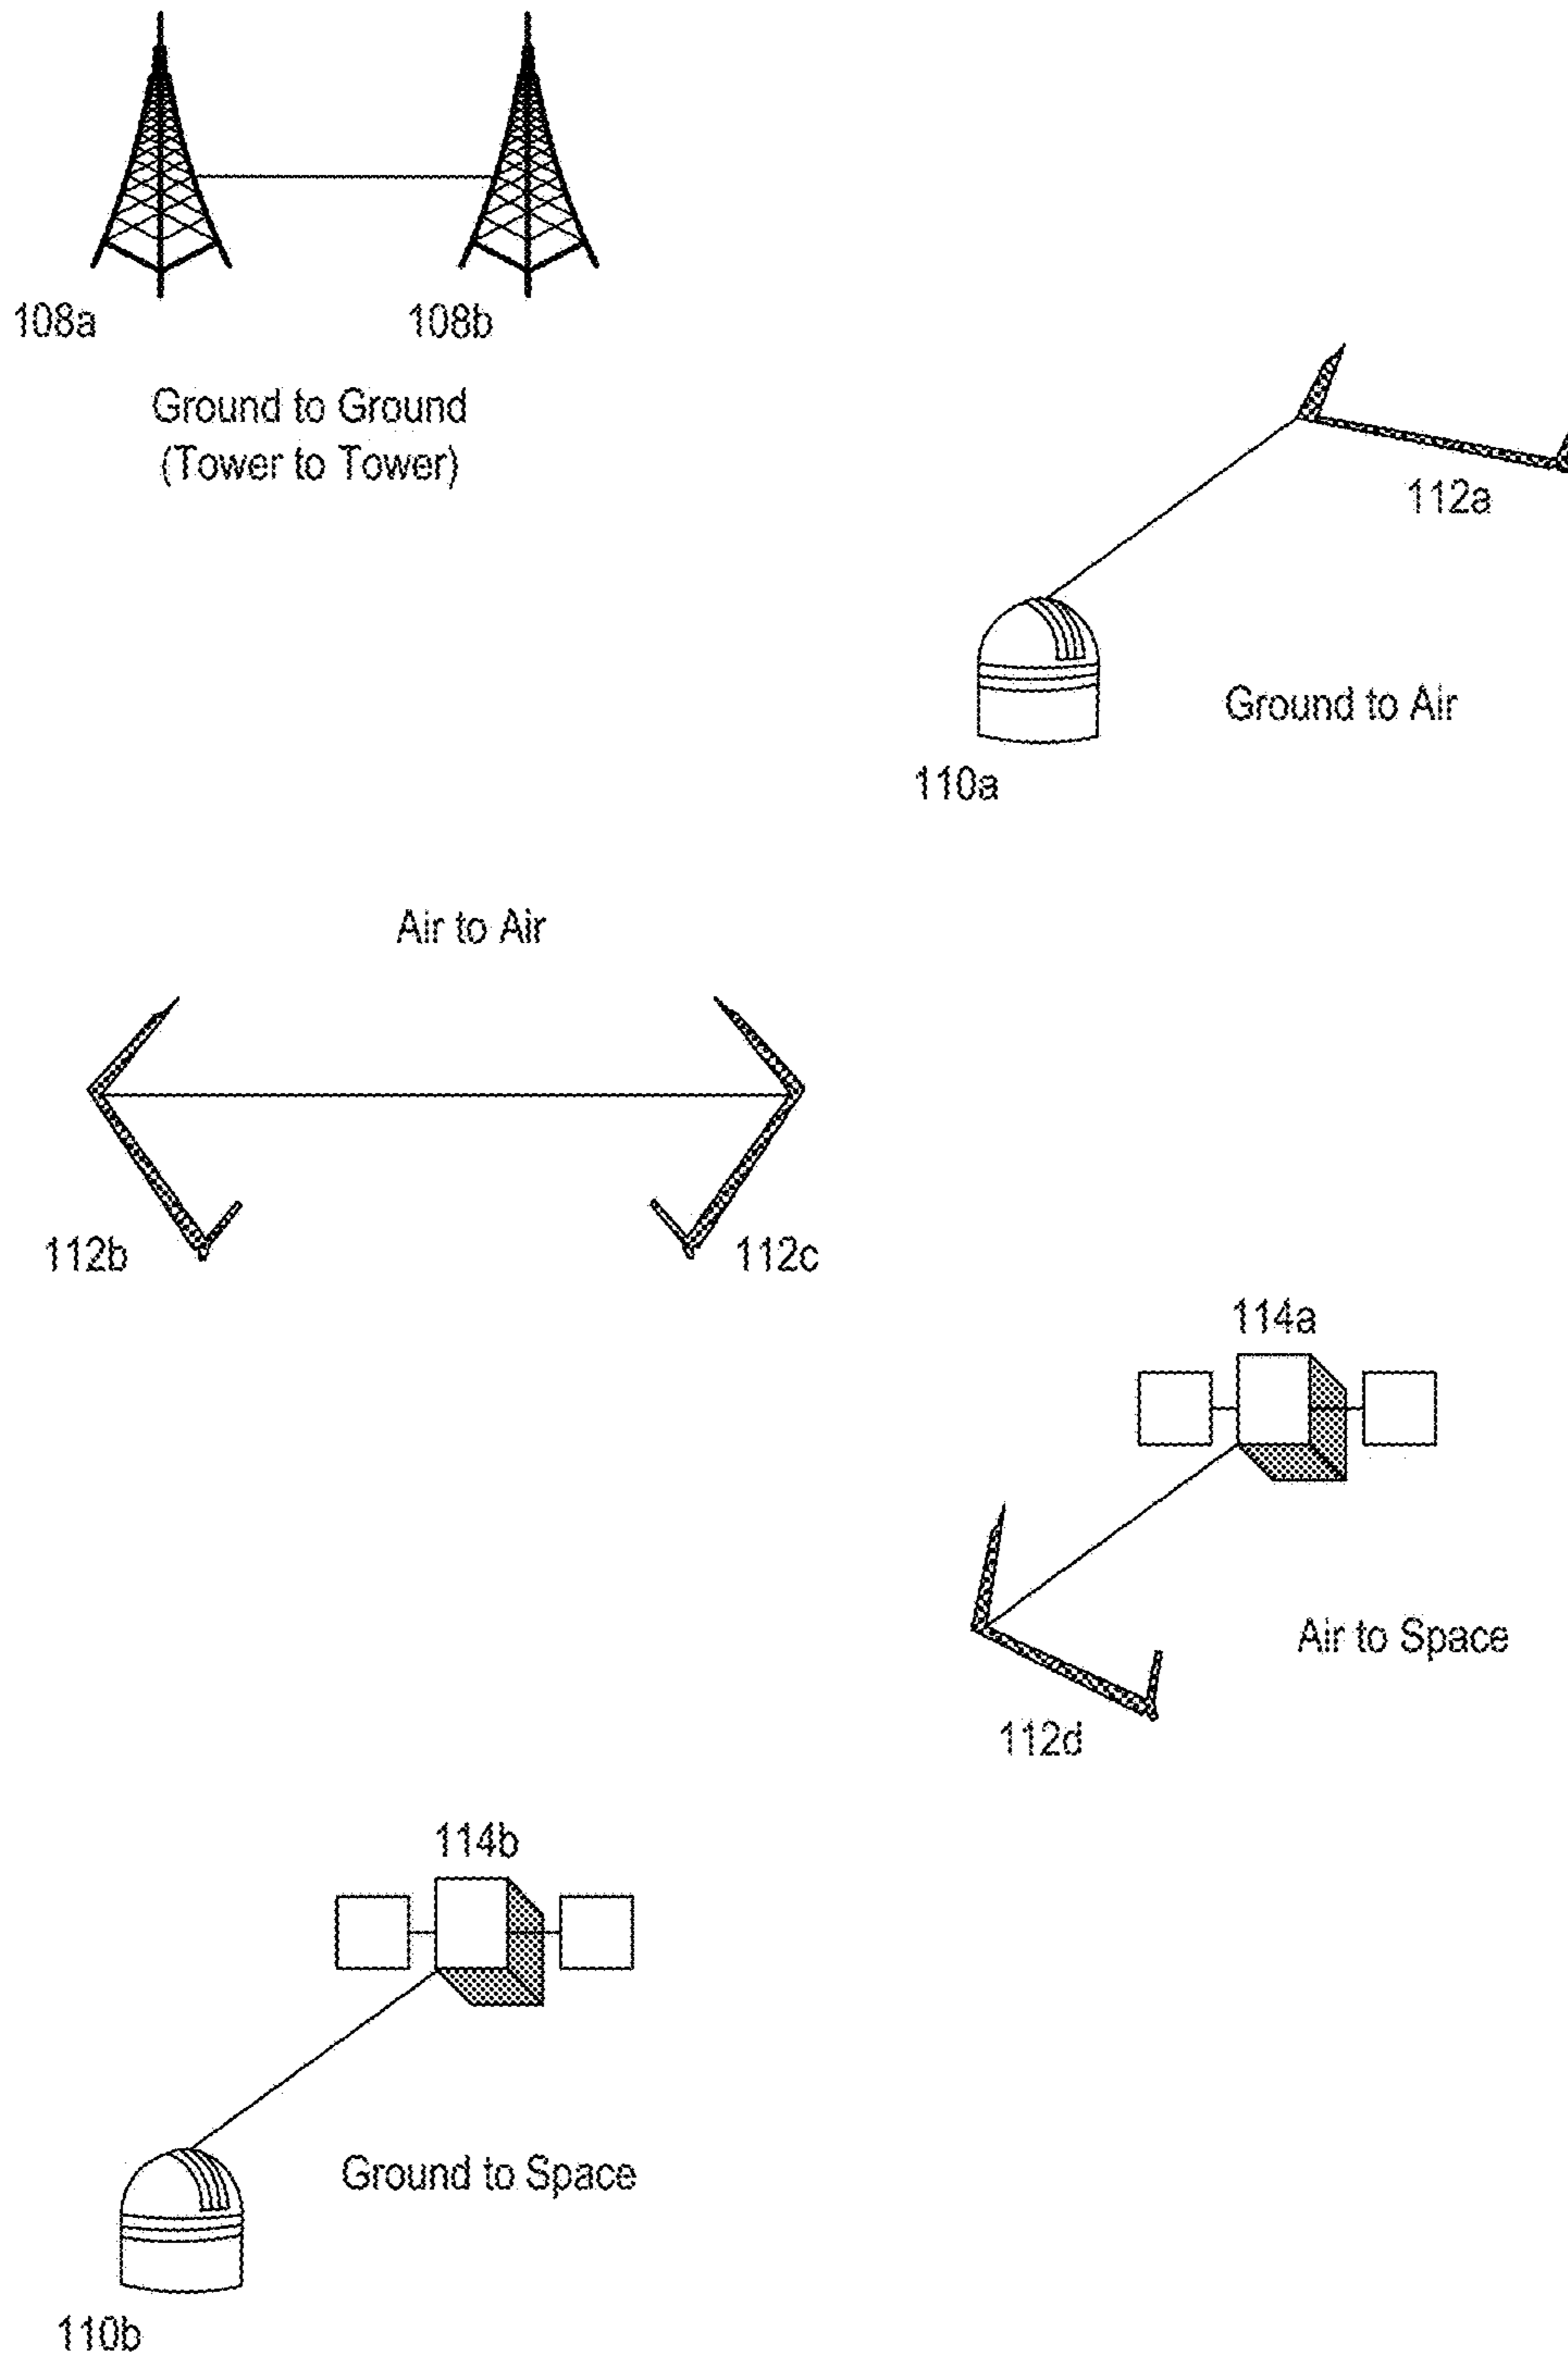 108a
108b
Ground to Ground
(Tower to Tower)
112a
Ground to Air
110a
Air to Air
112b
112c
114a
Air to Space
112d
114b
Ground to Space
110b